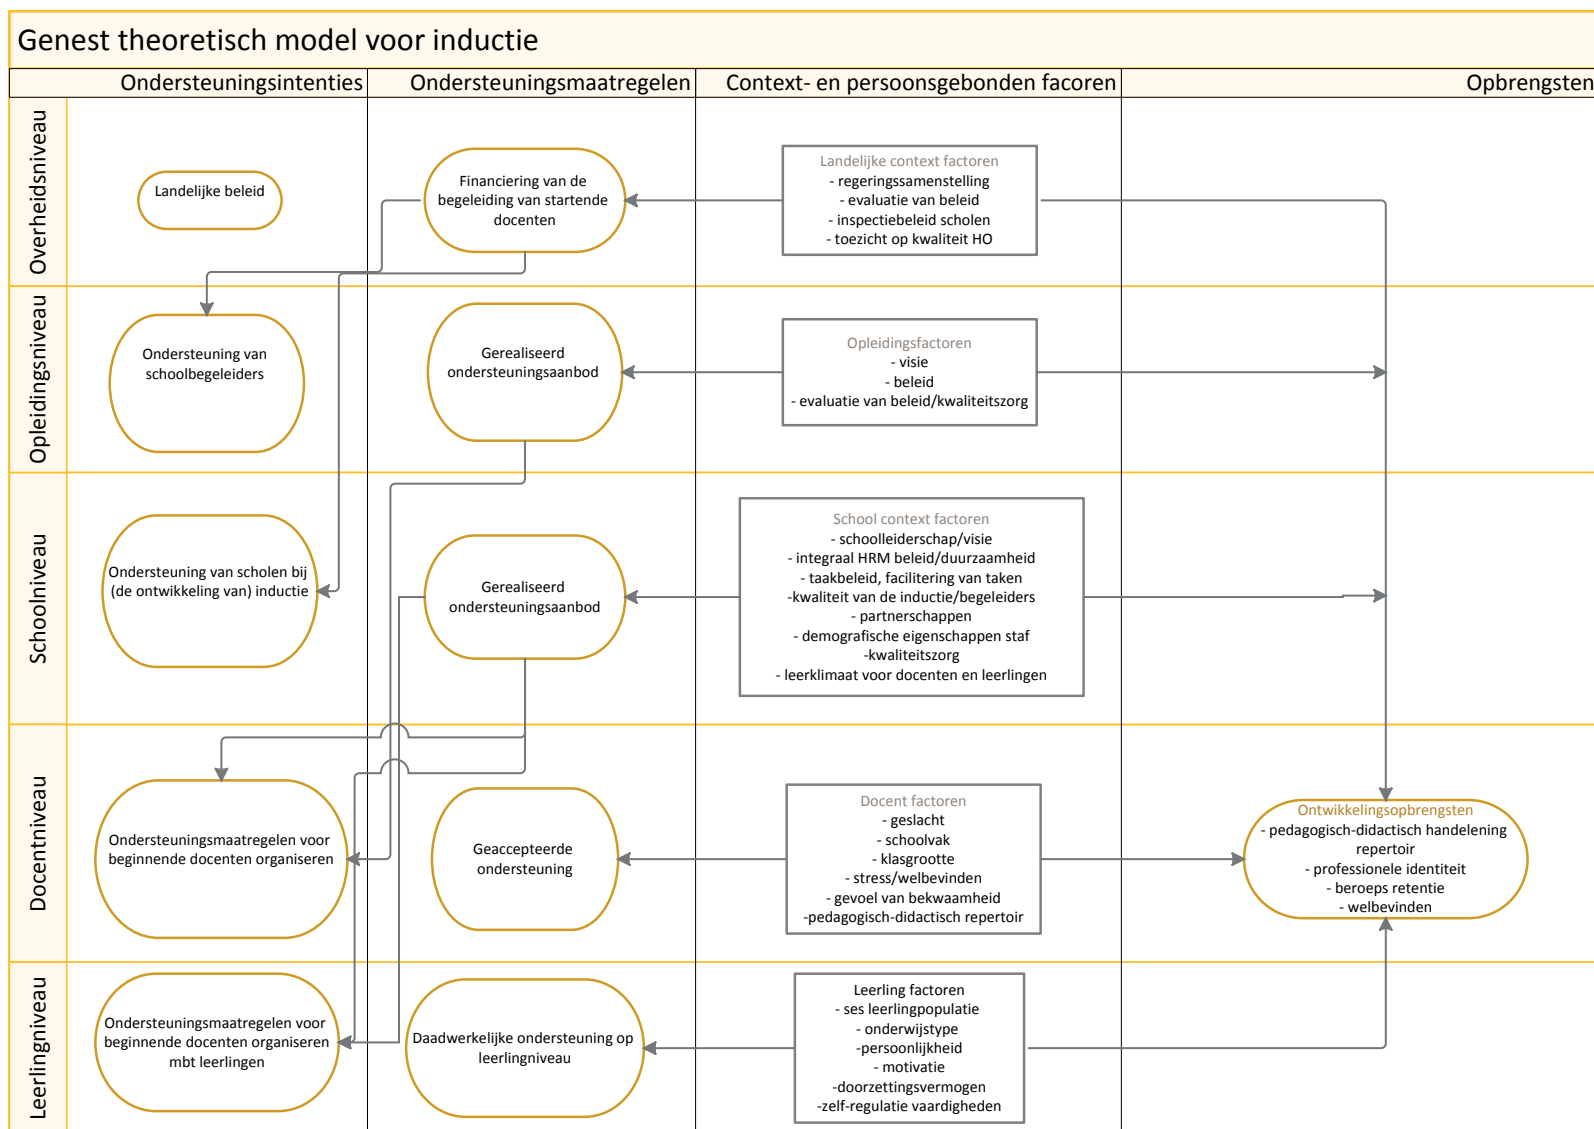 Genest theoretisch model voor inductie
Ondersteuningsintenties
Ondersteuningsmaatregelen
Context- en persoonsgebonden facoren
Opbrengsten
Overheidsniveau
Landelijke beleid
Financiering van de
begeleiding van startende
docenten
Landelijke context factoren
- regeringssamenstelling
- evaluatie van beleid
- inspectiebeleid scholen
- toezicht op kwaliteit HO
Opleidingsniveau
Ondersteuning van
schoolbegeleiders
Gerealiseerd
ondersteuningsaanbod
Opleidingsfactoren
- visie
- beleid
- evaluatie van beleid/kwaliteitszorg
Schoolniveau
Ondersteuning van scholen bij
(de ontwikkeling van) inductie
Gerealiseerd
ondersteuningsaanbod
School context factoren
- schoolleiderschap/visie
- integraal HRM beleid/duurzaamheid
- taakbeleid, facilitering van taken
-kwaliteit van de inductie/begeleiders
- partnerschappen
- demografische eigenschappen staf
-kwaliteitszorg
- leerklimaat voor docenten en leerlingen
Docentniveau
Ondersteuningsmaatregelen voor
beginnende docenten organiseren
Geaccepteerde
ondersteuning
Docent factoren
- geslacht
- schoolvak
- klasgrootte
- stress/welbevinden
- gevoel van bekwaamheid
-pedagogisch-didactisch repertoir
Ontwikkelingsopbrengsten
- pedagogisch-didactisch handelening
repertoir
- professionele identiteit
- beroeps retentie
- welbevinden
Leerlingniveau
Ondersteuningsmaatregelen voor
beginnende docenten organiseren
mbt leerlingen
Daadwerkelijke ondersteuning op
leerlingniveau
Leerling factoren
- ses leerlingpopulatie
- onderwijstype
-persoonlijkheid
- motivatie
-doorzettingsvermogen
-zelf-regulatie vaardigheden